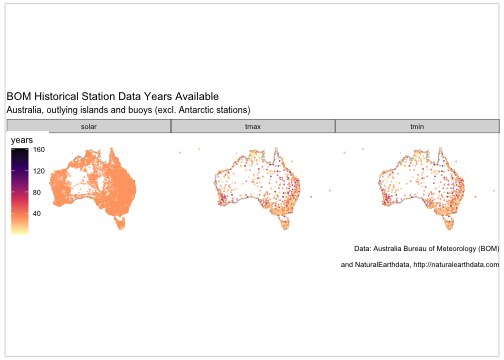 BOM Historical Station Data Years Available
Australia, outlying islands and buoys (excl. Antarctic stations)
solar tmax tmin
years
160
120
80
40
Data: Australia Bureau of Meteorology (BOM)
and NaturalEarthdata, http://naturalearthdata.com